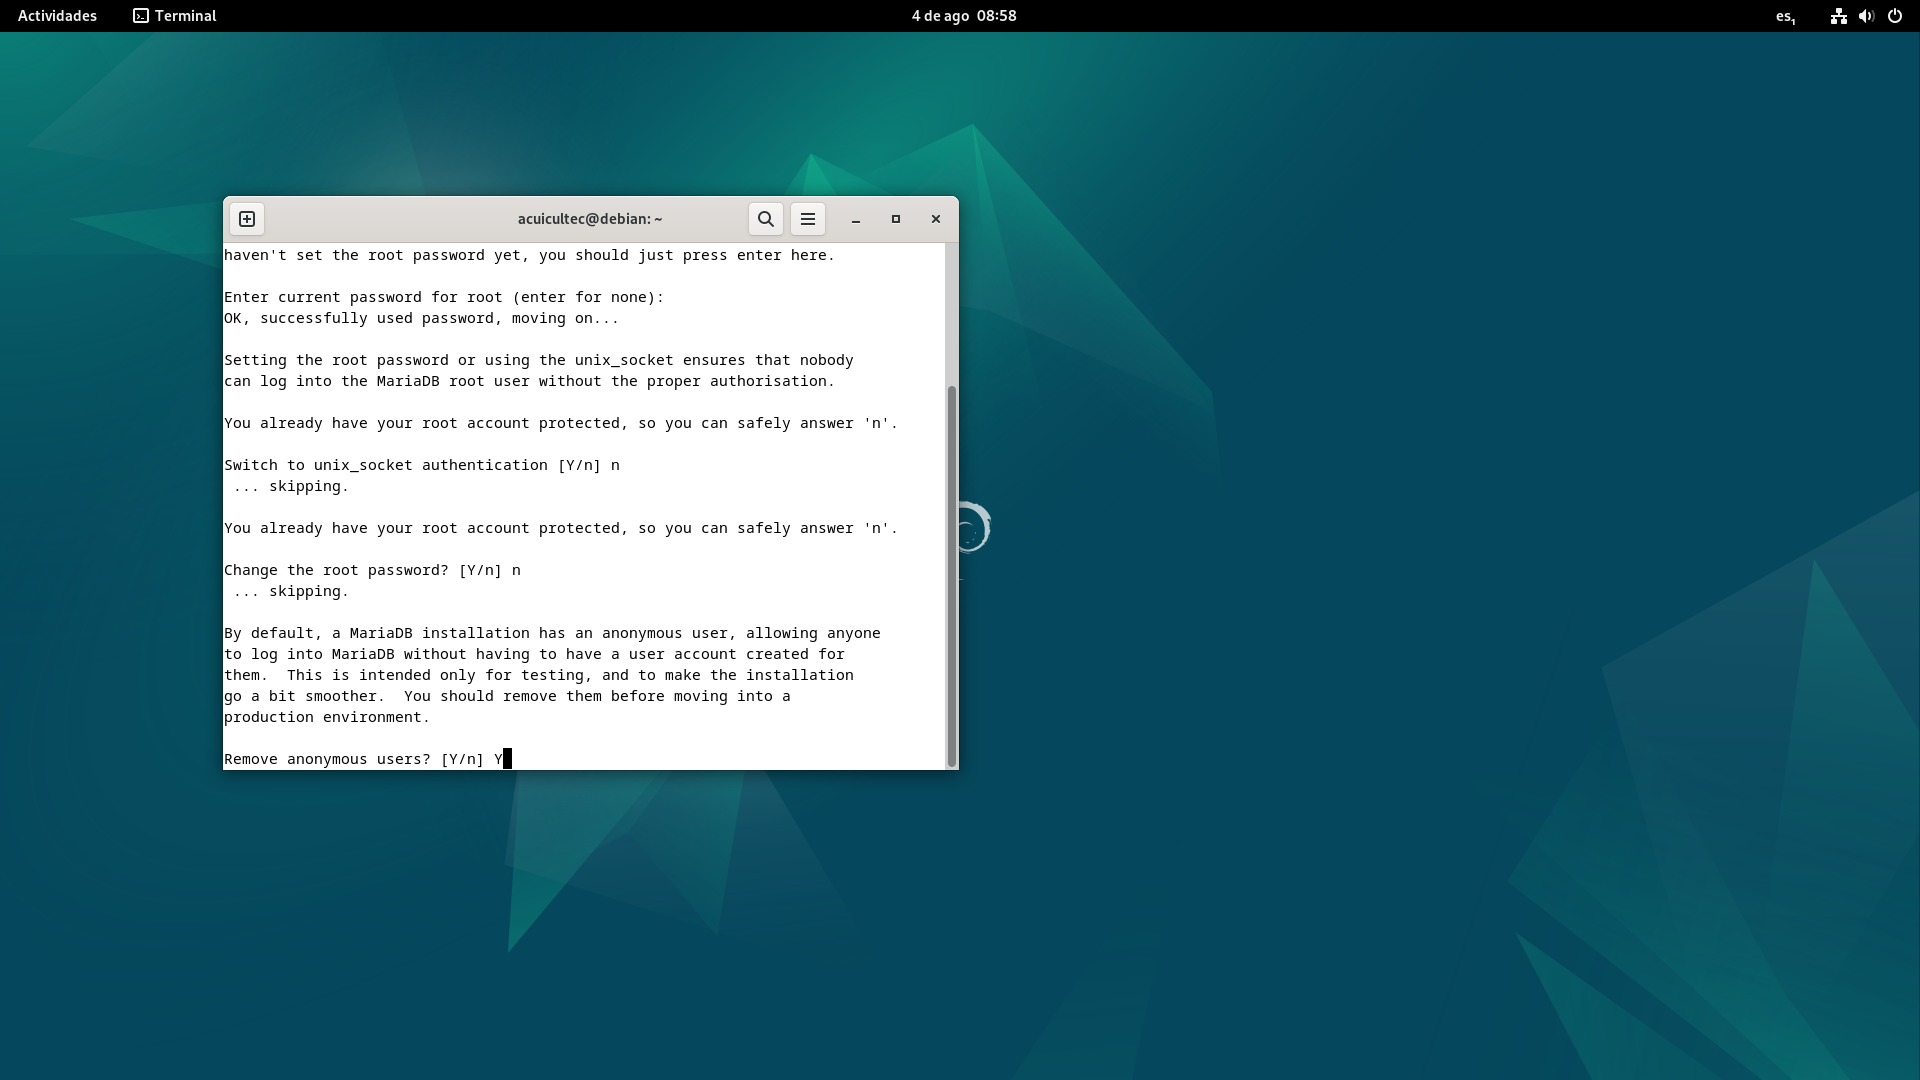 Actividades
Terminal
4 de ago 08:58
es₁
acuicultec@debian: ~
haven't set the root password yet, you should just press enter here.
Enter current password for root (enter for none):
OK, successfully used password, moving on...
Setting the root password or using the unix_socket ensures that nobody
can log into the MariaDB root user without the proper authorisation.
You already have your root account protected, so you can safely answer 'n'.
Switch to unix_socket authentication [Y/n] n
... skipping.
You already have your root account protected, so you can safely answer 'n'.
Change the root password? [Y/n] n
... skipping.
By default, a MariaDB installation has an anonymous user, allowing anyone
to log into MariaDB without having to have a user account created for
them.  This is intended only for testing, and to make the installation
go a bit smoother.  You should remove them before moving into a
production environment.
Remove anonymous users? [Y/n] Y